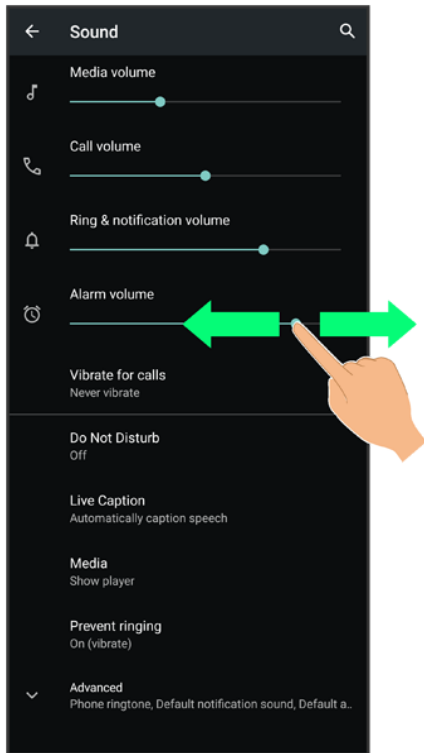 Sound
Media volume
Call volume
Ring & notification volume
Alarm volume
Vibrate for calls
Never vibrate
Do Not Disturb
Off
Live Caption
Automatically caption speech
Media
Show player
Prevent ringing
On (vibrate)
Advanced
Phone ringtone, Default notification sound, Default a..